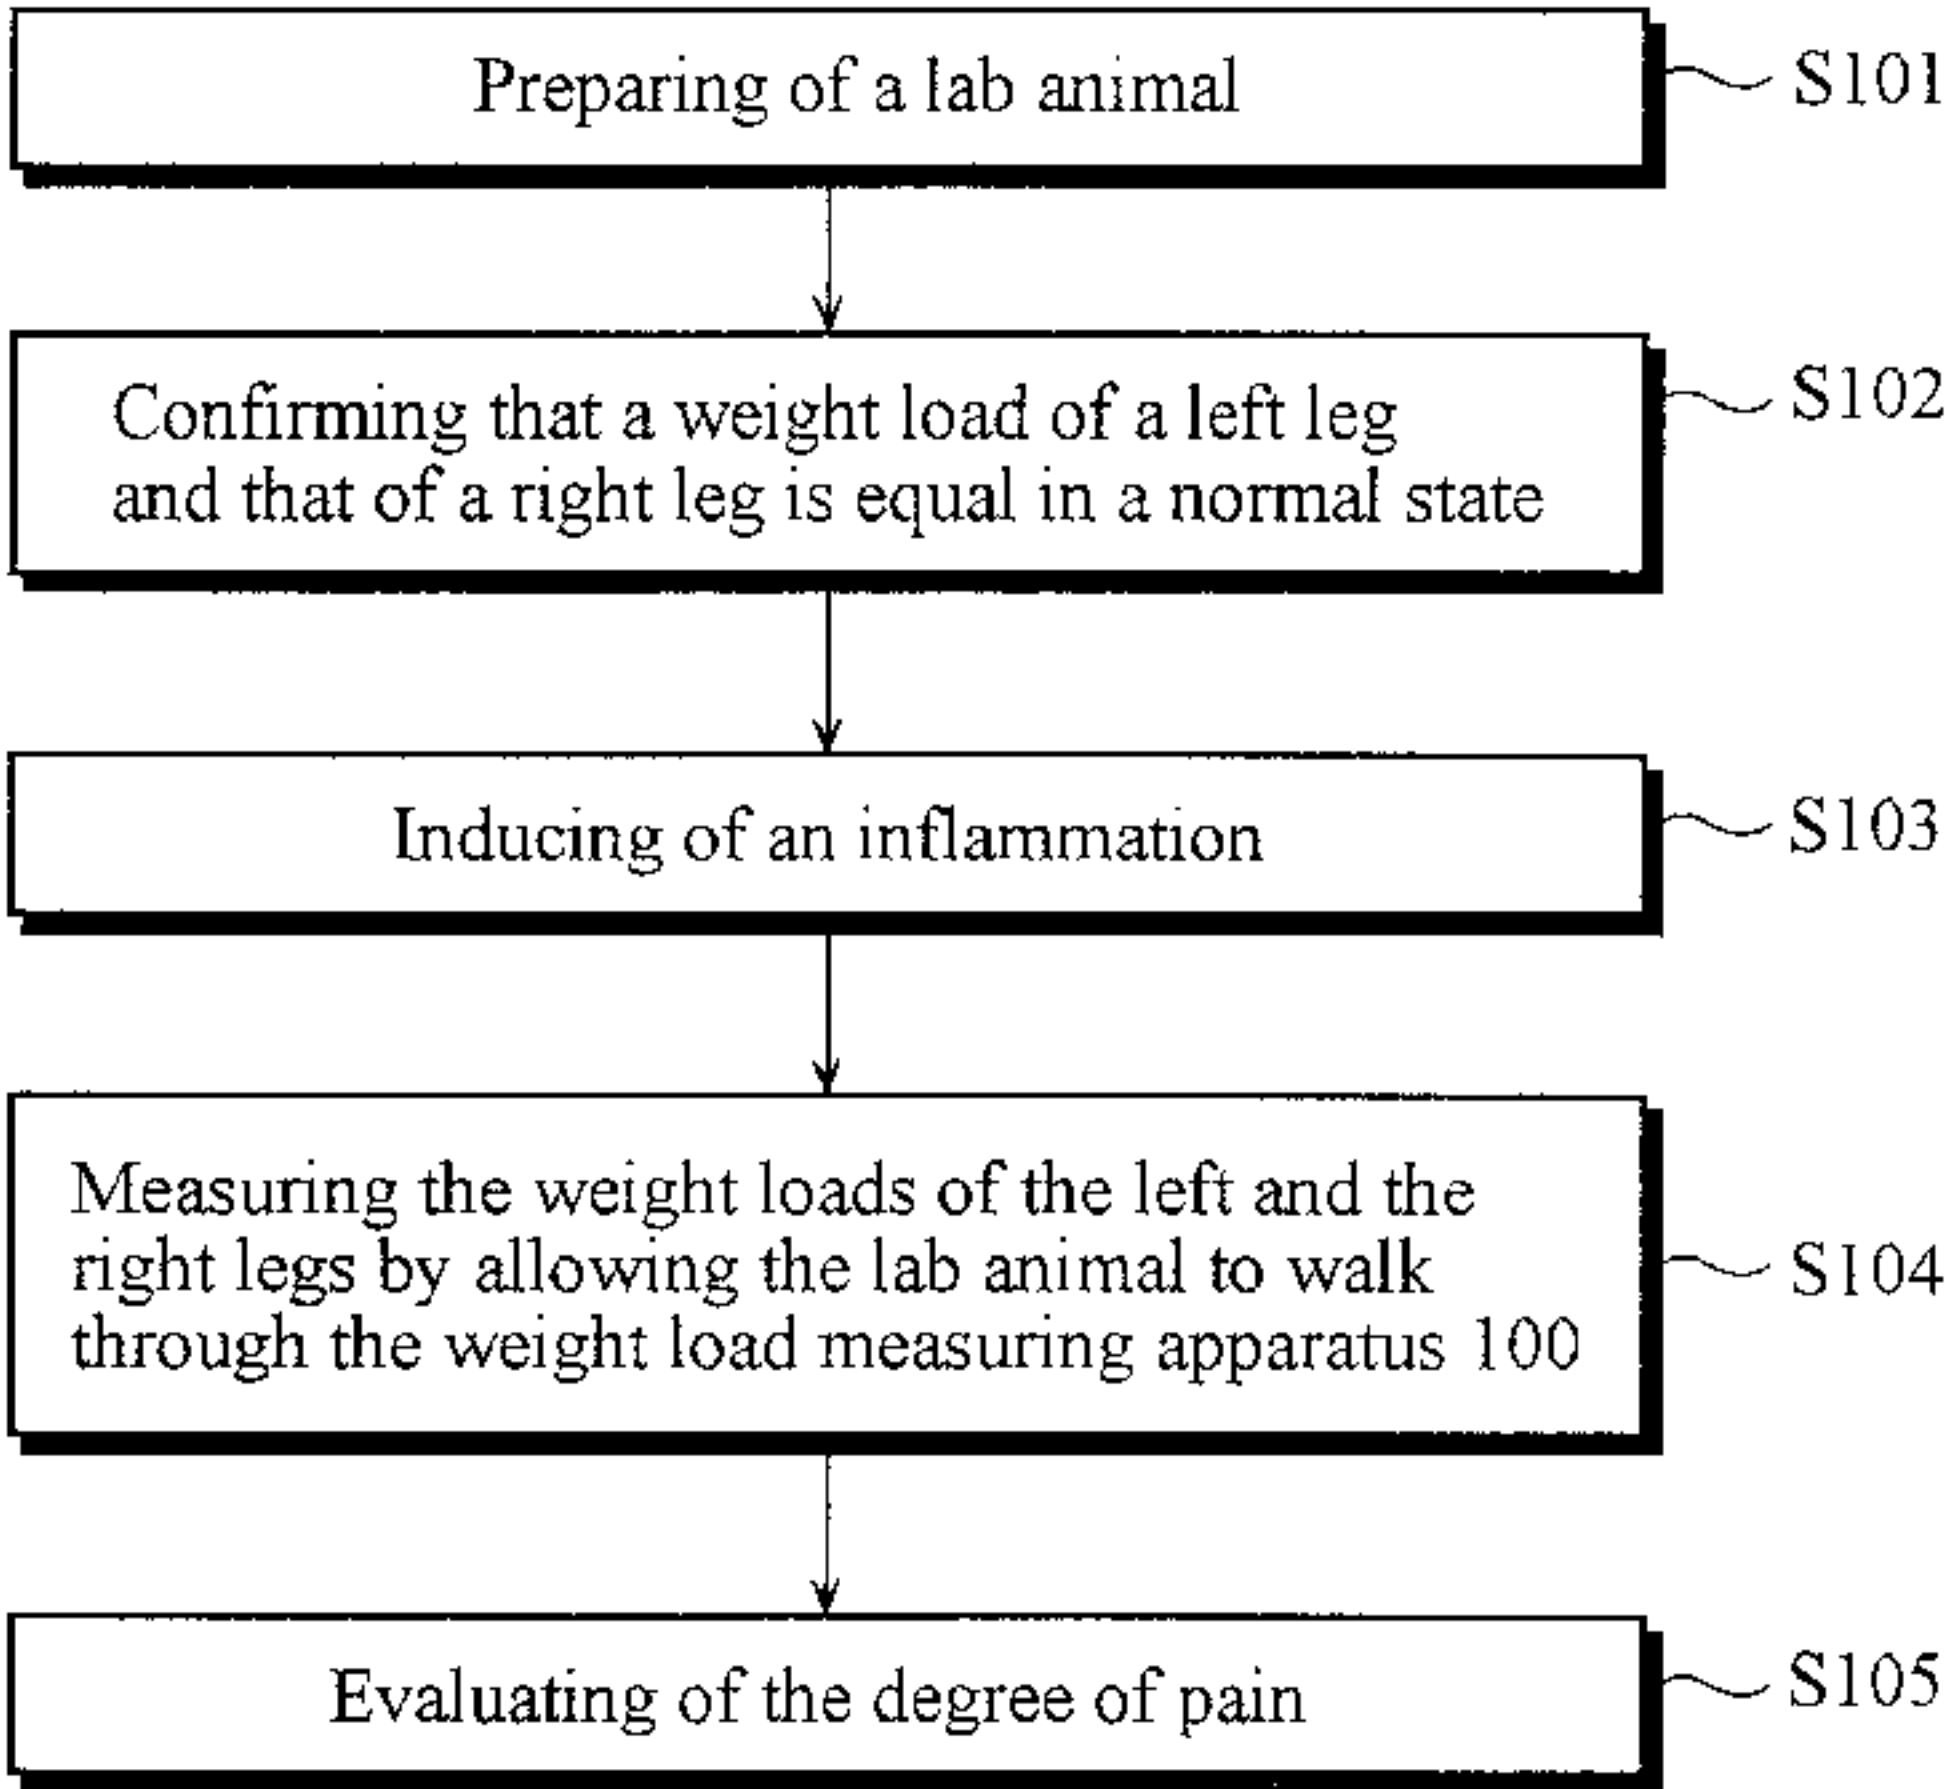 Preparing of a lab animal
S101
Confirming that a weight load of a left leg
and that of a right leg is equal in a normal state
S102
Inducing of an inflammation
S103
Measuring the weight loads of the left and the
right legs by allowing the lab animal to walk
through the weight load measuring apparatus 100
S104
Evaluating of the degree of pain
S105